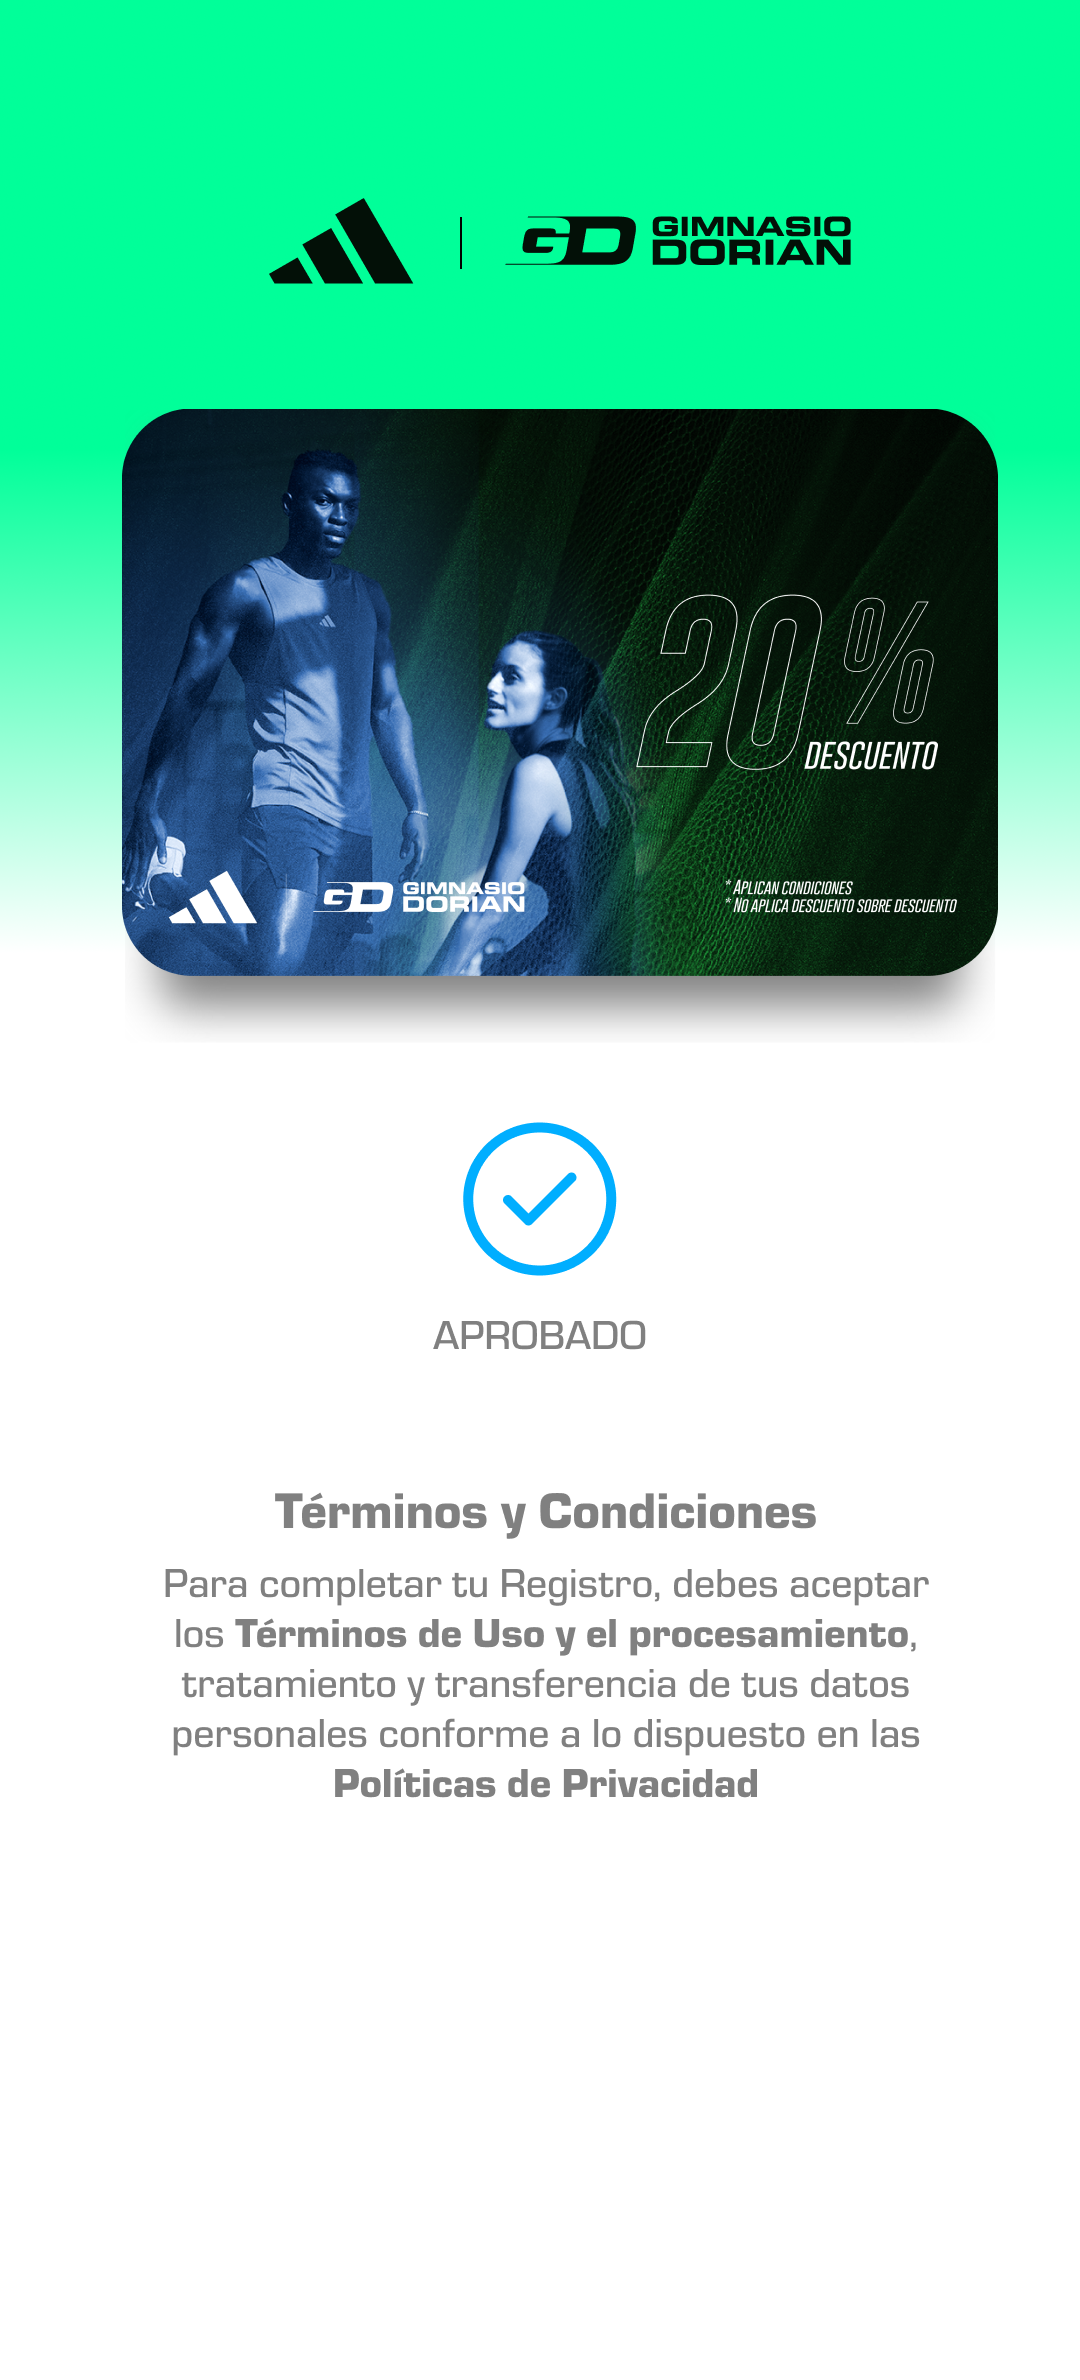 GD GIMNASIO
DORIAN
20%
DESCUENTO
GD GIMNASIO
DORIAN
* APLICAN CONDICIONES
* NO APLICA DESCUENTO SOBRE DESCUENTO
APROBADO
Términos y Condiciones
Para completar tu Registro, debes aceptar
los Términos de Uso y el procesamiento,
tratamiento y transferencia de tus datos
personales conforme a lo dispuesto en las
Políticas de Privacidad